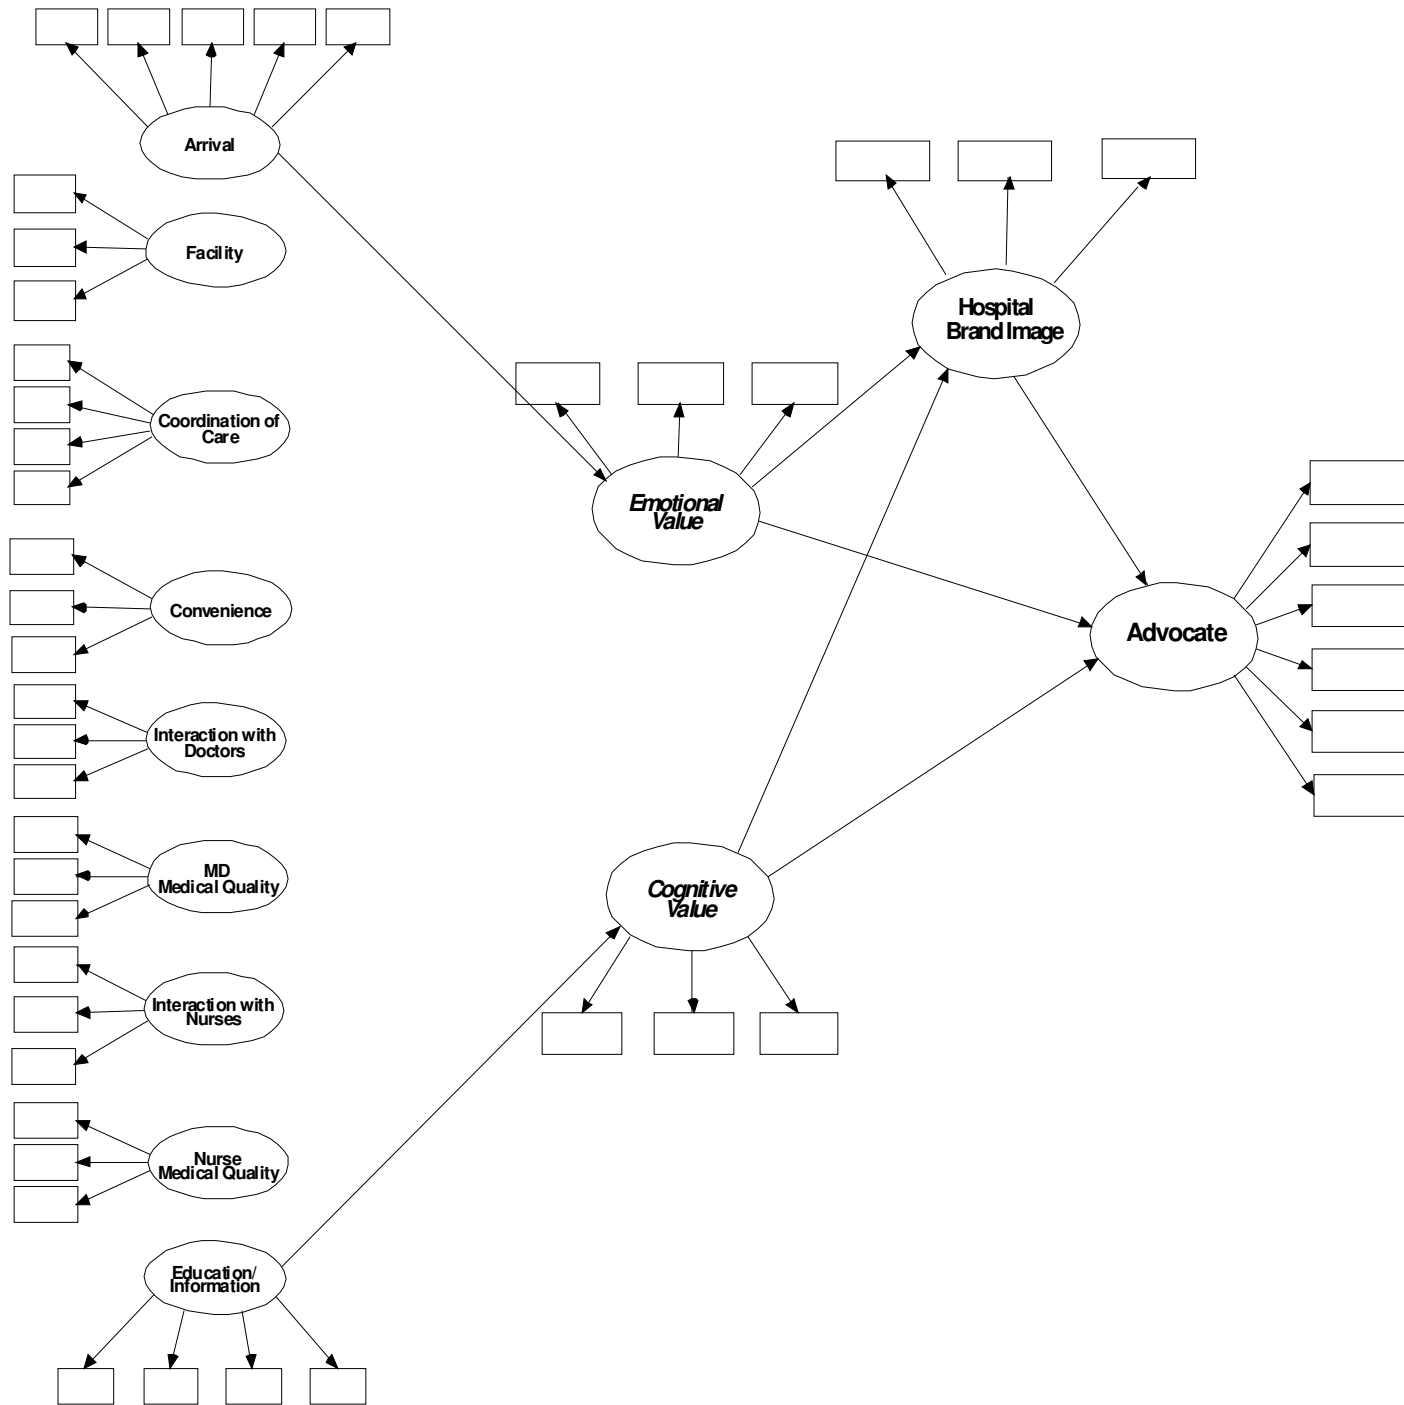 Arrival
Facility
Coordination of
Care
Convenience
Interaction with
Doctors
MD
Medical Quality
Interaction with
Nurses
Nurse
Medical Quality
Education/
Information
Emotional
Value
Cognitive
Value
Hospital
Brand Image
Advocate